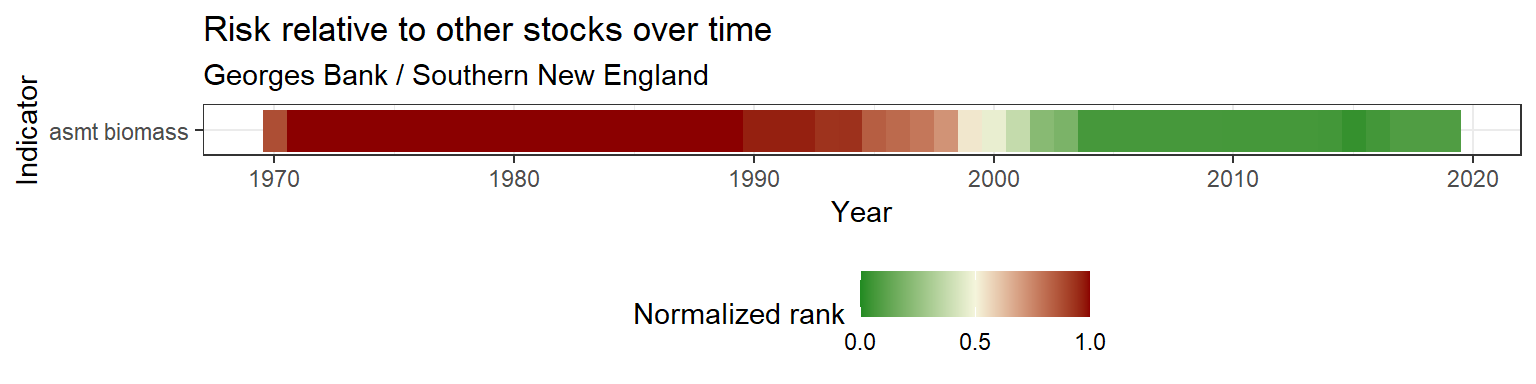 Risk relative to other stocks over time
Georges Bank / Southern New England
Indicator
asmt biomass
1970 1980 1990 2000 2010 2020
Year
Normalized rank
0.0 0.5 1.0